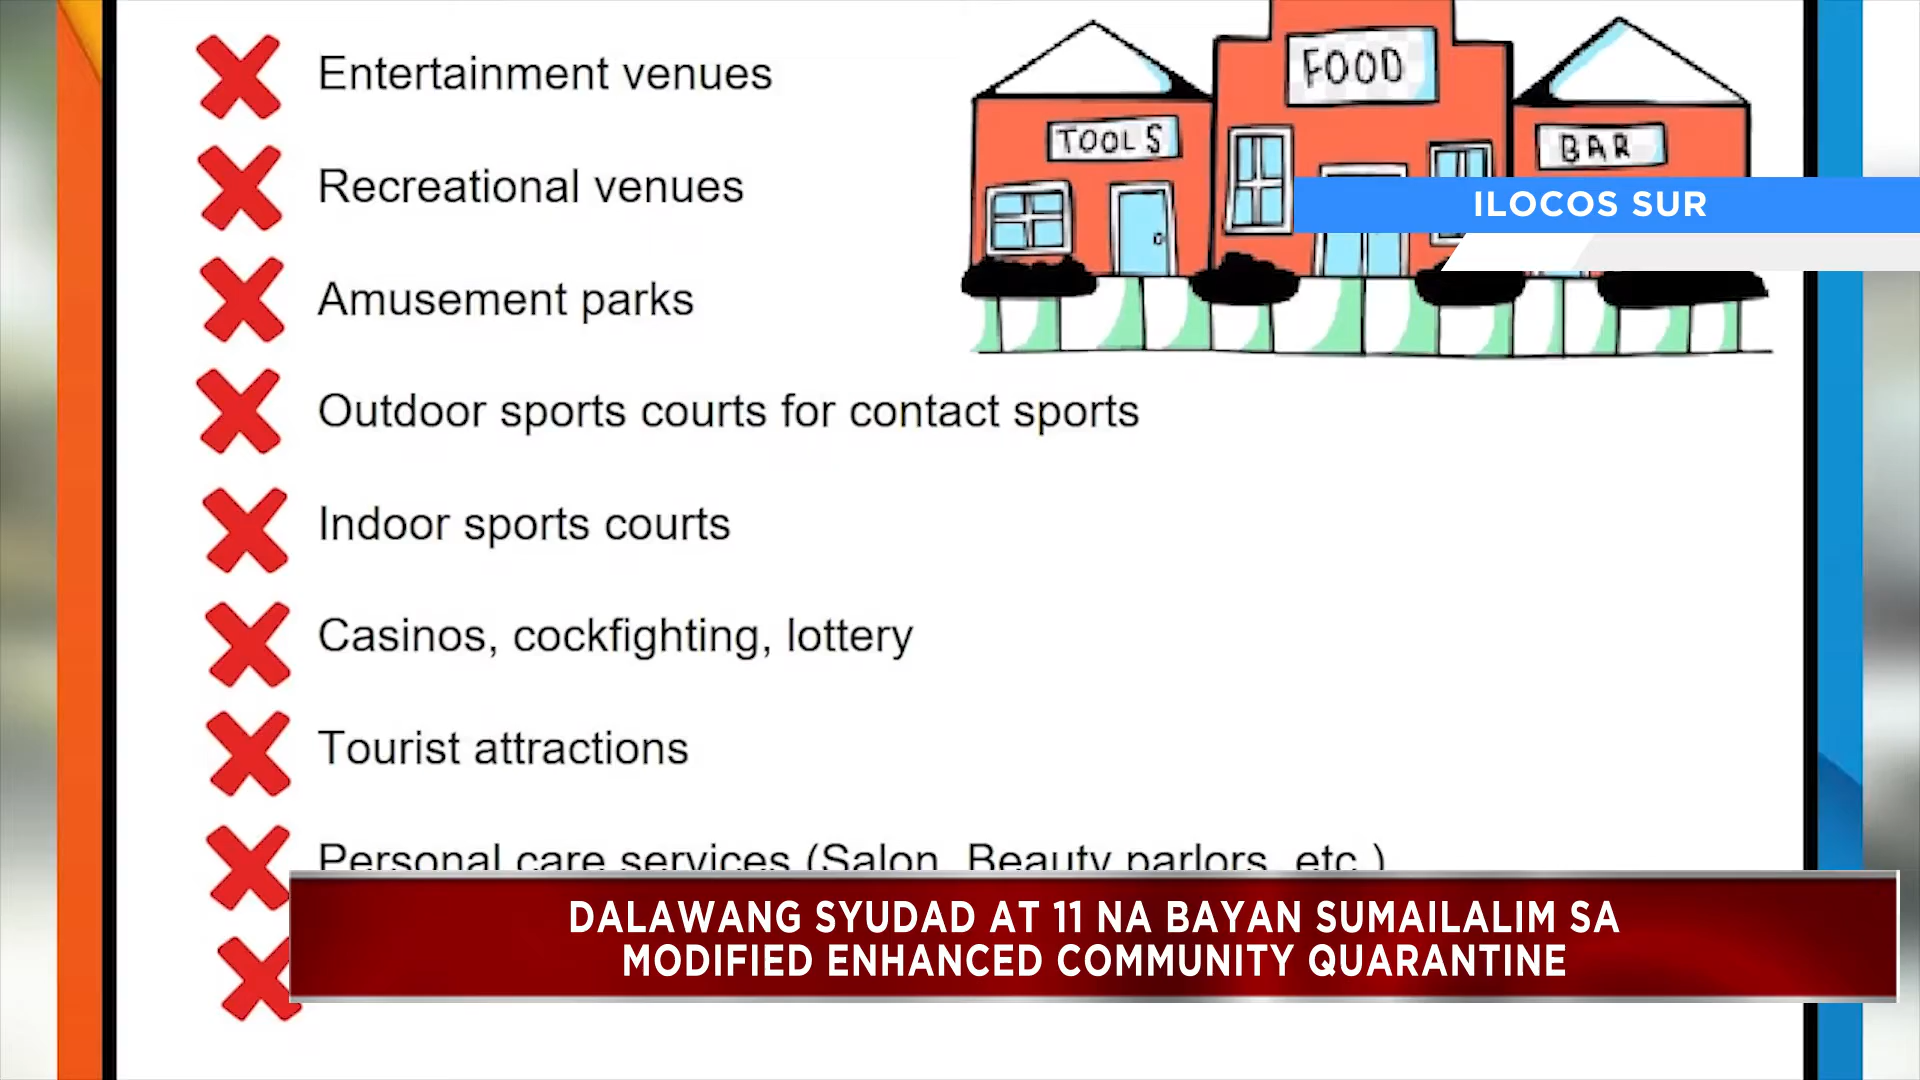 Entertainment venues
Recreational venues
Amusement parks
Outdoor sports courts for contact sports
Indoor sports courts
Casinos, cockfighting, lottery
Tourist attractions
Personal care services (Salon, Beauty parlors, etc.)
TOOLS
FOOD
BAR
ILOCOS SUR
DALAWANG SYUDAD AT 11 NA BAYAN SUMAILALIM SA
MODIFIED ENHANCED COMMUNITY QUARANTINE